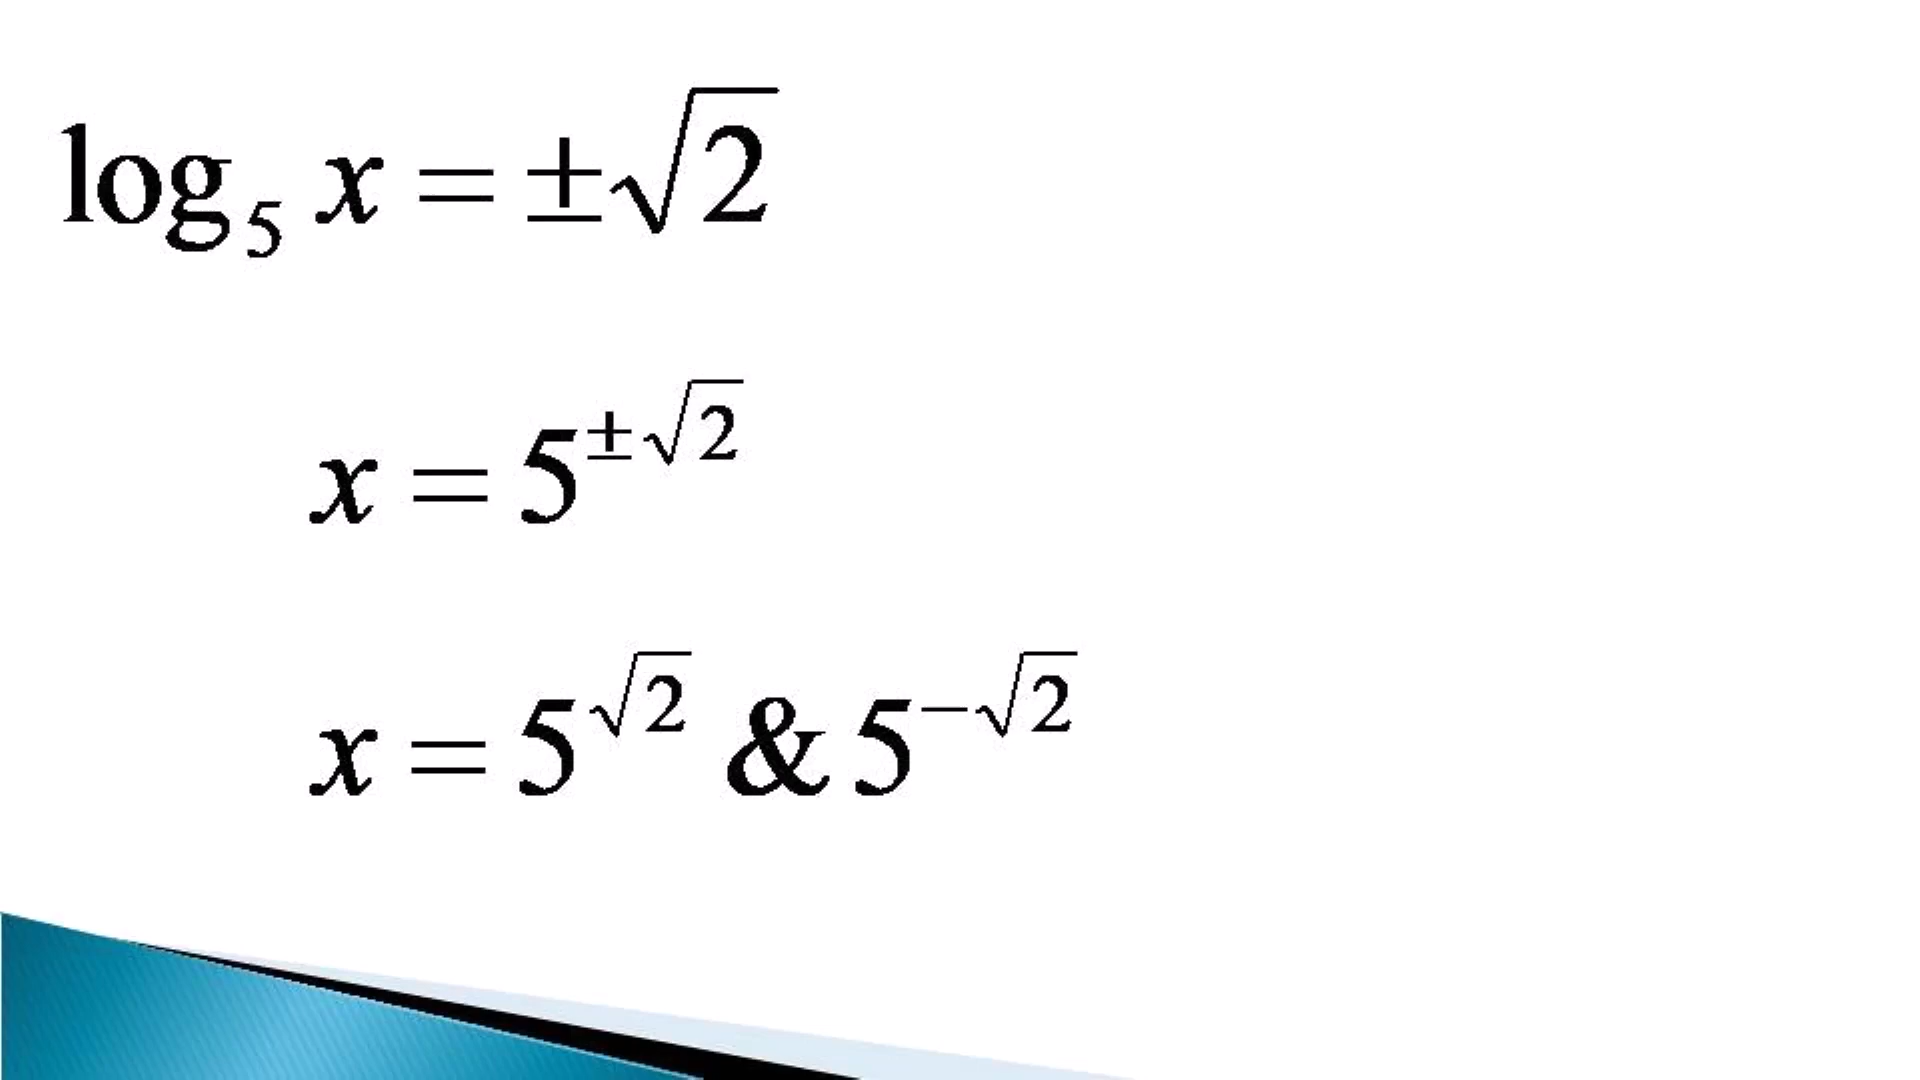 log₅ x = ±√2
x = 5^{±√2}
x = 5^{√2} & 5^{−√2}